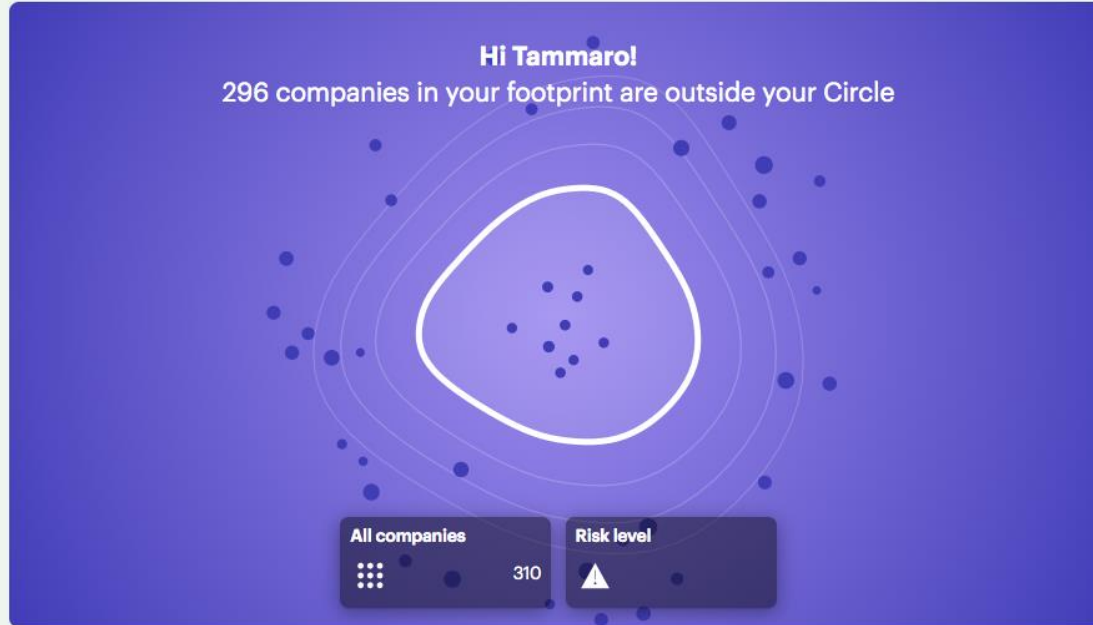 Hi Tammaro!
296 companies in your footprint are outside your Circle
All companies
310
Risk level